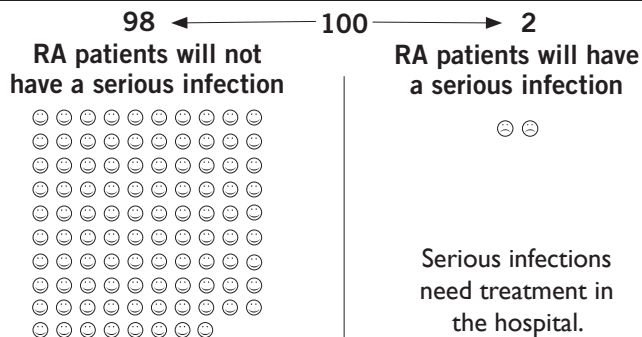 98 100 2
RA patients will not
have a serious infection
RA patients will have
a serious infection
Serious infections
need treatment in
the hospital.